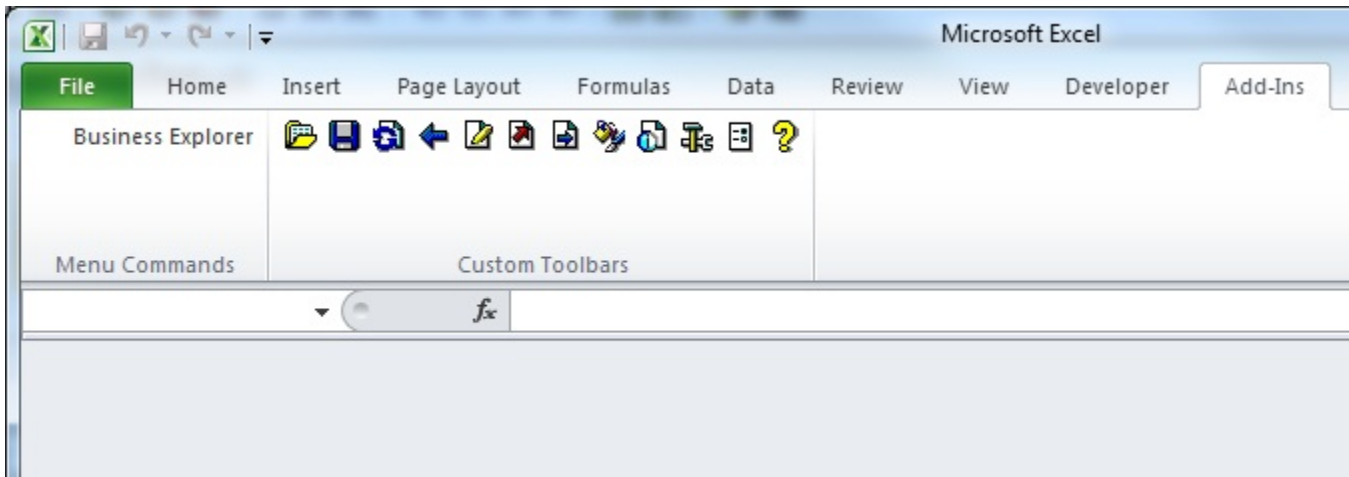 Microsoft Excel
File Home Insert Page Layout Formulas Data Review View Developer Add-Ins
Business Explorer
Menu Commands Custom Toolbars
fx